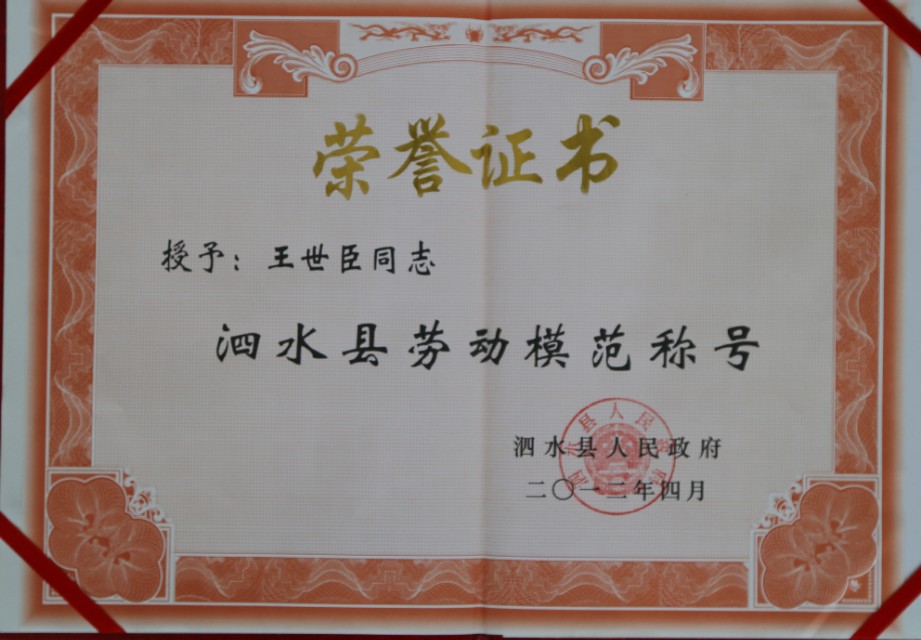 荣誉证书
授予：王世臣同志
泗水县劳动模范称号
泗水县人民政府
二〇一二年四月